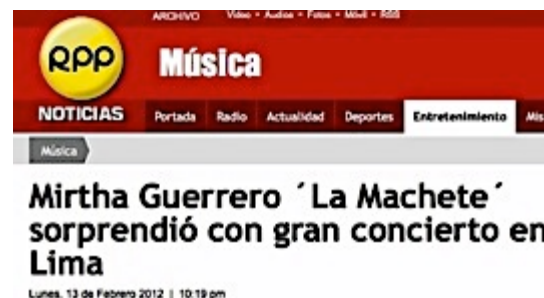 ARCHIVO Video • Audios • Fotos • Móvil • RSS
RPP Música
NOTICIAS Portada Radio Actualidad Deportes Entretenimiento Mis
Música
Mirtha Guerrero ´La Machete´
sorprendió con gran concierto en
Lima
Lunes, 13 de Febrero 2012 | 10:19 pm